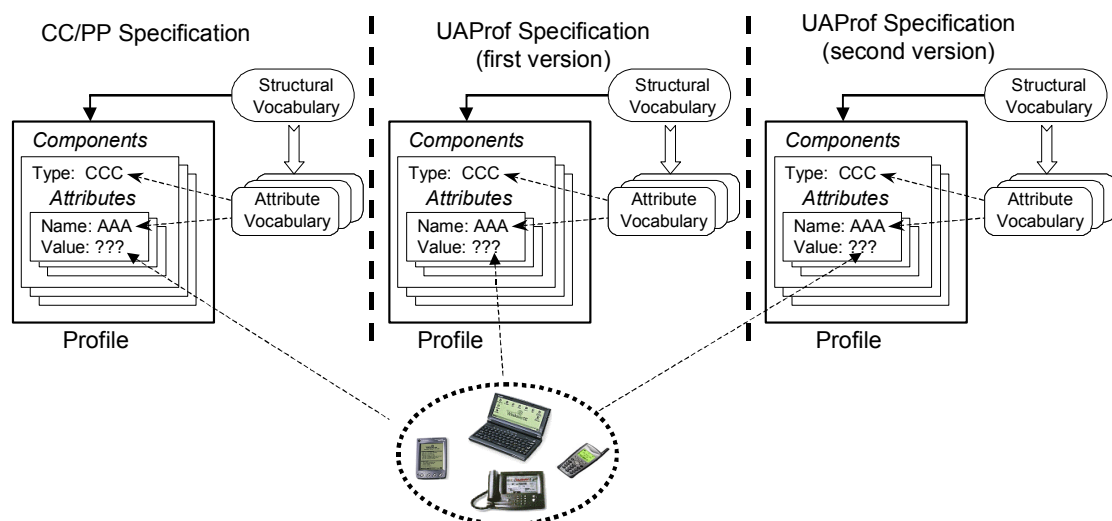 CC/PP Specification
Structural
Vocabulary
Components
Type: CCC
Attributes
Attribute
Vocabulary
Name: AAA
Value: ???
Profile
UAProf Specification
(first version)
Structural
Vocabulary
Components
Type: CCC
Attributes
Attribute
Vocabulary
Name: AAA
Value: ???
Profile
UAProf Specification
(second version)
Structural
Vocabulary
Components
Type: CCC
Attributes
Attribute
Vocabulary
Name: AAA
Value: ???
Profile